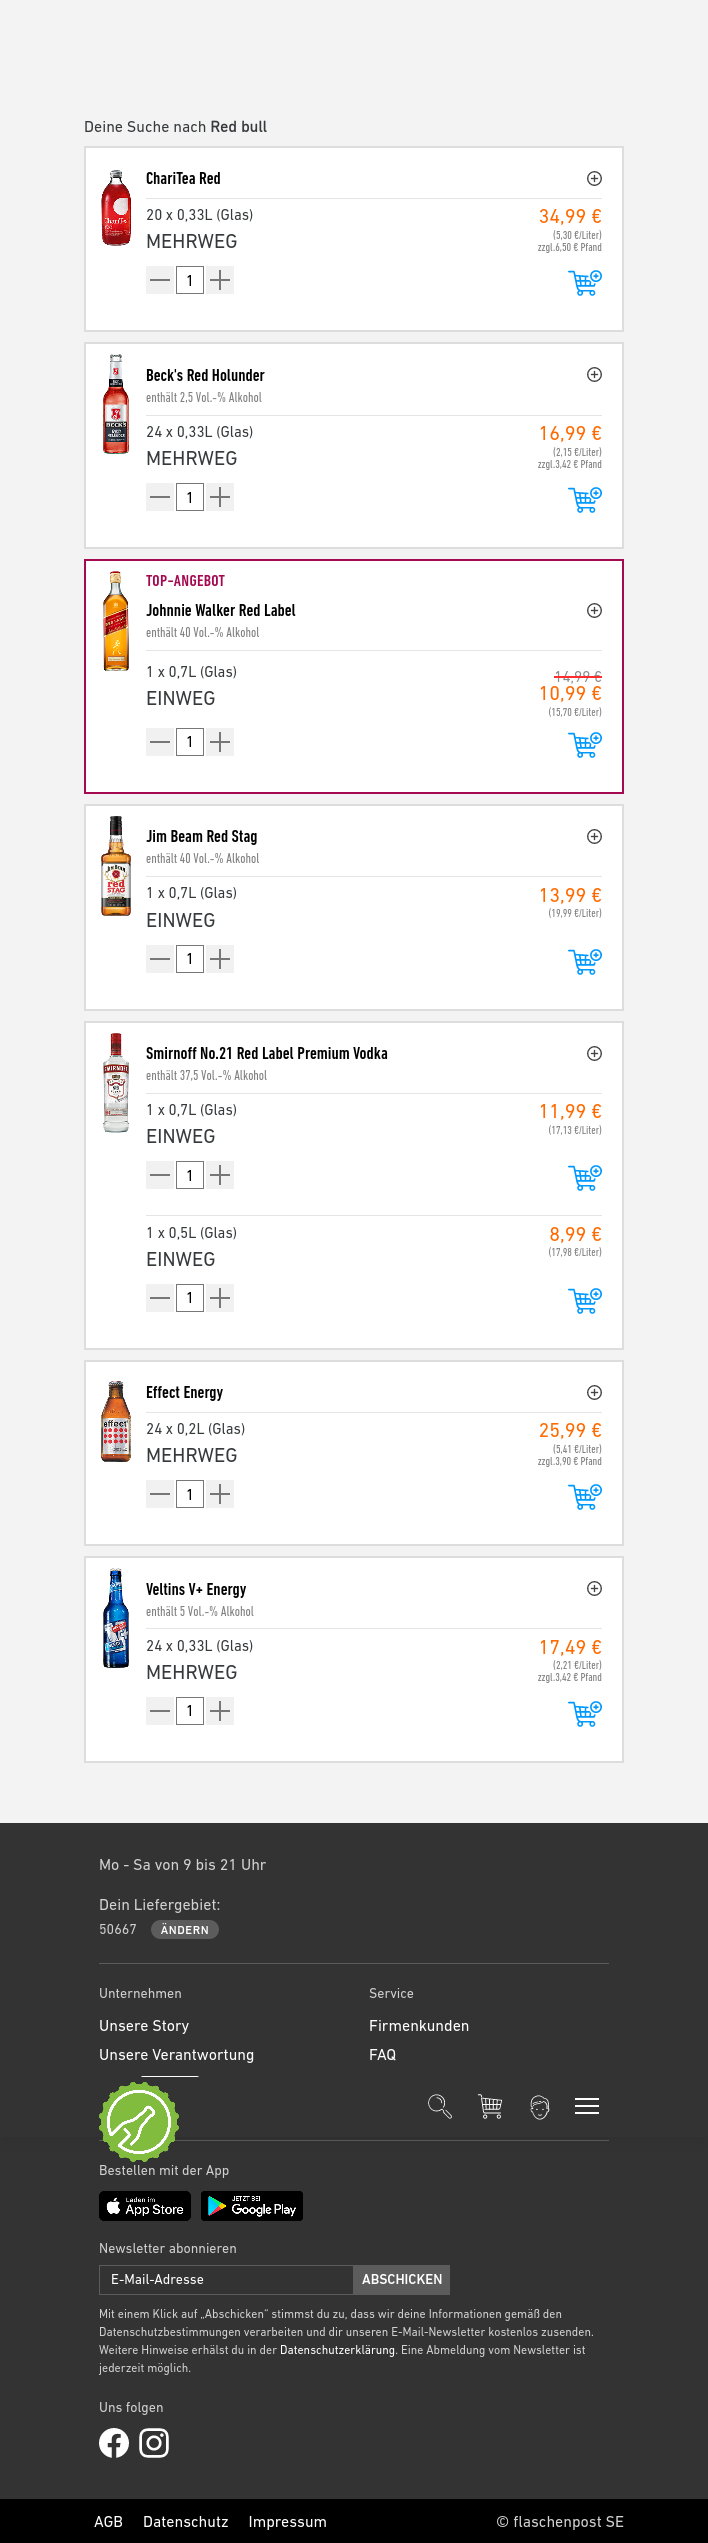 Deine Suche nach Red bull
ChariTea Red
20 x 0,33L (Glas)
34,99 €
(5,30 €/Liter)
zzgl.6,50 € Pfand
MEHRWEG
1
Beck's Red Holunder
enthält 2,5 Vol.-% Alkohol
24 x 0,33L (Glas)
16,99 €
(2,15 €/Liter)
zzgl.3,42 € Pfand
MEHRWEG
1
TOP-ANGEBOT
Johnnie Walker Red Label
enthält 40 Vol.-% Alkohol
1 x 0,7L (Glas)
14,99 €
10,99 €
(15,70 €/Liter)
EINWEG
1
Jim Beam Red Stag
enthält 40 Vol.-% Alkohol
1 x 0,7L (Glas)
13,99 €
(19,99 €/Liter)
EINWEG
1
Smirnoff No.21 Red Label Premium Vodka
enthält 37,5 Vol.-% Alkohol
1 x 0,7L (Glas)
11,99 €
(17,13 €/Liter)
EINWEG
1
1 x 0,5L (Glas)
8,99 €
(17,98 €/Liter)
EINWEG
1
Effect Energy
24 x 0,2L (Glas)
25,99 €
(5,41 €/Liter)
zzgl.3,90 € Pfand
MEHRWEG
1
Veltins V+ Energy
enthält 5 Vol.-% Alkohol
24 x 0,33L (Glas)
17,49 €
(2,21 €/Liter)
zzgl.3,42 € Pfand
MEHRWEG
1
Mo - Sa von 9 bis 21 Uhr
Dein Liefergebiet:
50667 ÄNDERN
Unternehmen
Service
Unsere Story
Firmenkunden
Unsere Verantwortung
FAQ
Bestellen mit der App
Laden im
App Store
JETZT BEI
Google Play
Newsletter abonnieren
E-Mail-Adresse
ABSCHICKEN
Mit einem Klick auf „Abschicken“ stimmst du zu, dass wir deine Informationen gemäß den
Datenschutzbestimmungen verarbeiten und dir unseren E-Mail-Newsletter kostenlos zusenden.
Weitere Hinweise erhälst du in der Datenschutzerklärung. Eine Abmeldung vom Newsletter ist
jederzeit möglich.
Uns folgen
AGB Datenschutz Impressum
© flaschenpost SE